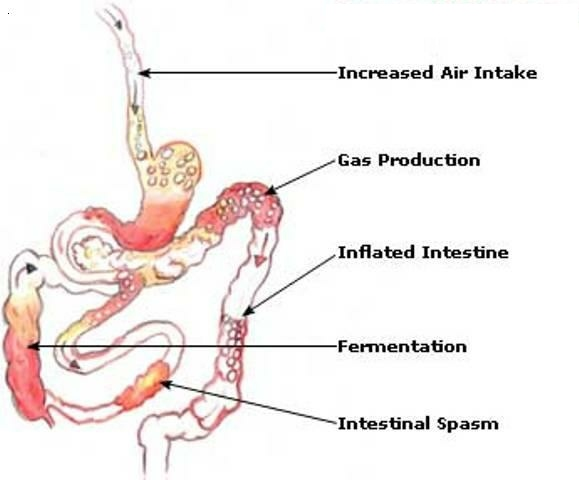 Increased Air Intake
Gas Production
Inflated Intestine
Fermentation
Intestinal Spasm